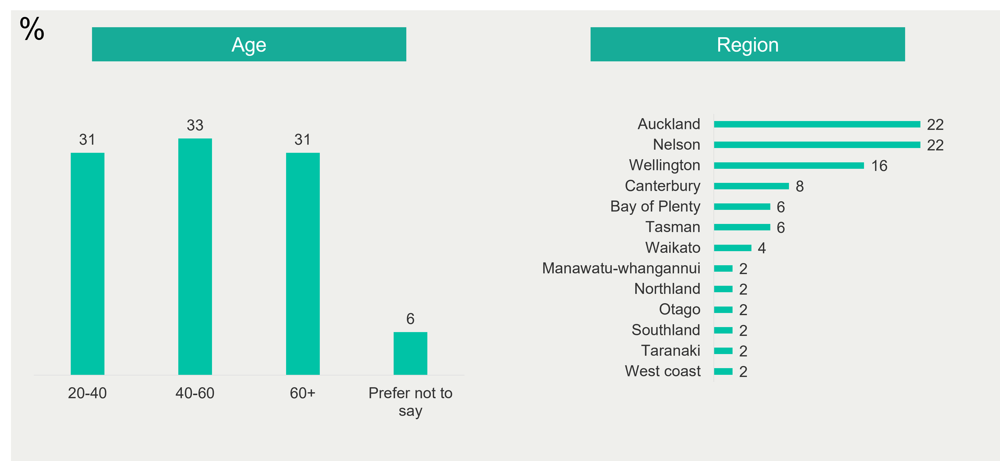 %
Age
31
33
31
6
20-40
40-60
60+
Prefer not to
say
Region
Auckland 22
Nelson 22
Wellington 16
Canterbury 8
Bay of Plenty 6
Tasman 6
Waikato 4
Manawatu-whangannui 2
Northland 2
Otago 2
Southland 2
Taranaki 2
West coast 2